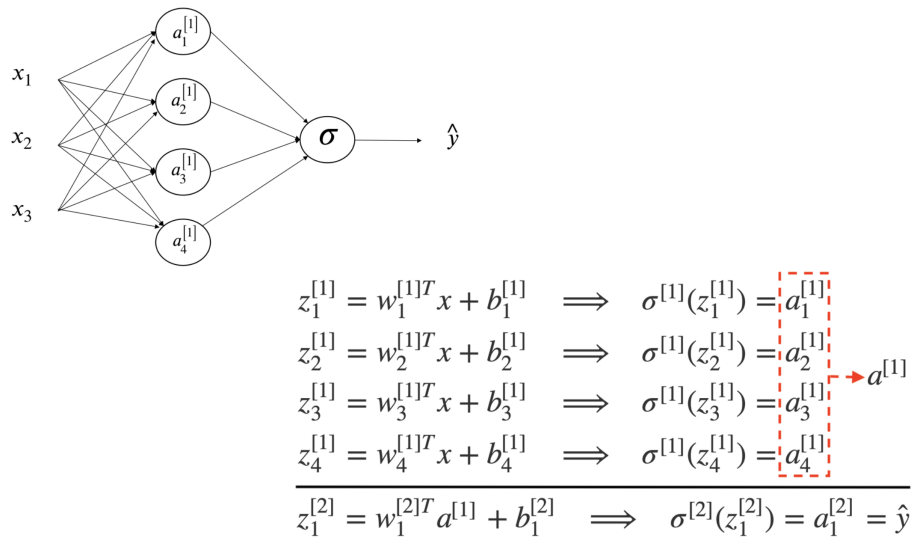 x₁
x₂
x₃
a₁^[1]
a₂^[1]
a₃^[1]
a₄^[1]
σ
ŷ
z₁^[1] = w₁^[1]T x + b₁^[1] ⟹ σ^[1](z₁^[1]) = a₁^[1]
z₂^[1] = w₂^[1]T x + b₂^[1] ⟹ σ^[1](z₂^[1]) = a₂^[1]
z₃^[1] = w₃^[1]T x + b₃^[1] ⟹ σ^[1](z₃^[1]) = a₃^[1]
z₄^[1] = w₄^[1]T x + b₄^[1] ⟹ σ^[1](z₄^[1]) = a₄^[1]
a^[1]
z₁^[2] = w₁^[2]T a^[1] + b₁^[2] ⟹ σ^[2](z₁^[2]) = a₁^[2] = ŷ